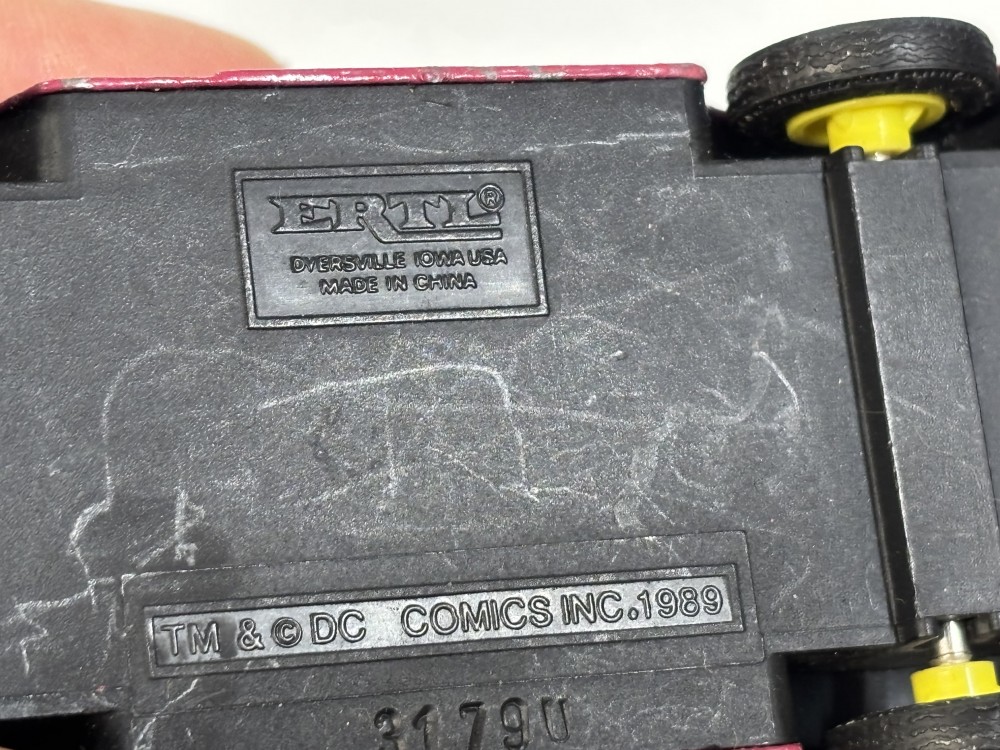 ERTL®
DYERSVILLE IOWA USA
MADE IN CHINA
TM & © DC COMICS INC. 1989
3179U